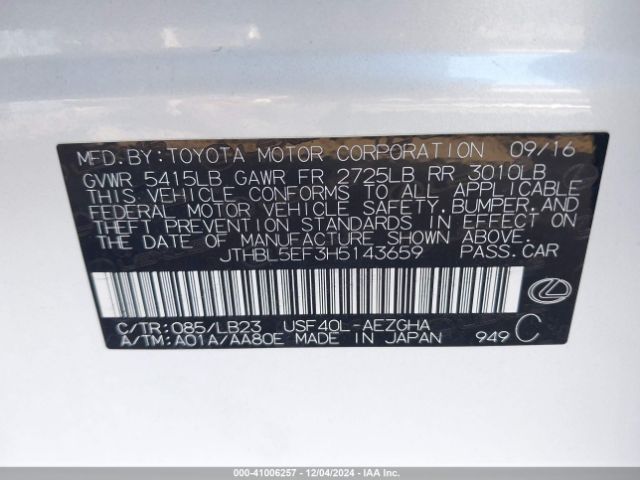 MFD. BY: TOYOTA MOTOR CORPORATION 09/16
GVWR 5415LB GAWR FR 2725LB RR 3010LB
THIS VEHICLE CONFORMS TO ALL APPLICABLE
FEDERAL MOTOR VEHICLE SAFETY, BUMPER, AND
THEFT PREVENTION STANDARDS IN EFFECT ON
THE DATE OF MANUFACTURE SHOWN ABOVE.
JTHBL5EF3H5143659 PASS. CAR
C/TR: 085/LB23 USF40L-AEZGHA
A/TM: A01A/AA80E MADE IN JAPAN 949 C
000-41006257 - 12/04/2024 - IAAI.COM